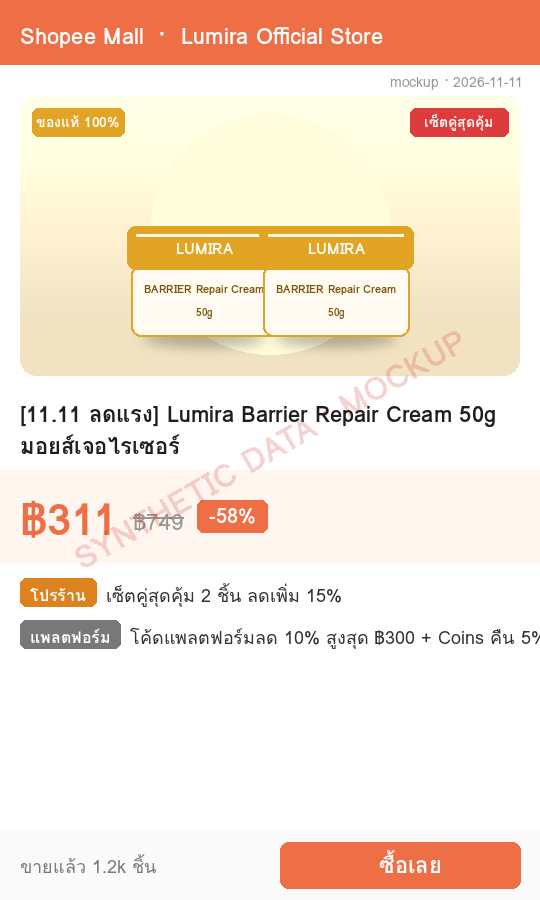 Shopee Mall · Lumira Official Store
mockup · 2026-11-11
ของแท้ 100%
เซ็ตคู่สุดคุ้ม
LUMIRA
LUMIRA
BARRIER Repair Cream
BARRIER Repair Cream
50g
50g
[11.11 ลดแรง] Lumira Barrier Repair Cream 50g
มอยส์เจอไรเซอร์
฿311 ฿749 -58%
โปรร้าน เซ็ตคู่สุดคุ้ม 2 ชิ้น ลดเพิ่ม 15%
แพลตฟอร์ม โค้ดแพลตฟอร์มลด 10% สูงสุด ฿300 + Coins คืน 5%
SYNTHETIC DATA · MOCKUP
ขายแล้ว 1.2k ชิ้น
ซื้อเลย